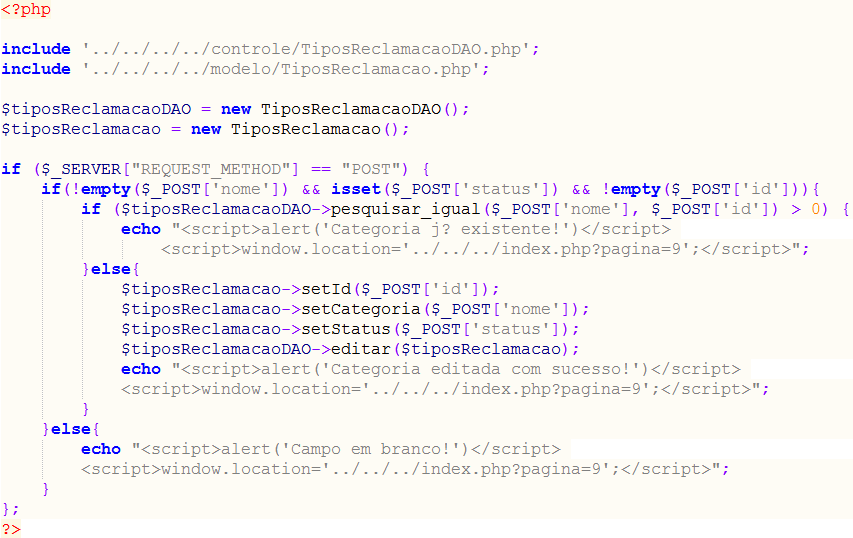 <?php
include '../../../../controle/TiposReclamacaoDAO.php';
include '../../../../modelo/TiposReclamacao.php';
$tiposReclamacaoDAO = new TiposReclamacaoDAO();
$tiposReclamacao = new TiposReclamacao();
if ($_SERVER["REQUEST_METHOD"] == "POST") {
if(!empty($_POST['nome']) && isset($_POST['status']) && !empty($_POST['id'])){
if ($tiposReclamacaoDAO->pesquisar_igual($_POST['nome'], $_POST['id']) > 0) {
echo "<script>alert('Categoria j? existente!')</script>
<script>window.location='../../../index.php?pagina=9';</script>";
}else{
$tiposReclamacao->setId($_POST['id']);
$tiposReclamacao->setCategoria($_POST['nome']);
$tiposReclamacao->setStatus($_POST['status']);
$tiposReclamacaoDAO->editar($tiposReclamacao);
echo "<script>alert('Categoria editada com sucesso!')</script>
<script>window.location='../../../index.php?pagina=9';</script>";
}
}else{
echo "<script>alert('Campo em branco!')</script>
<script>window.location='../../../index.php?pagina=9';</script>";
}
};
?>